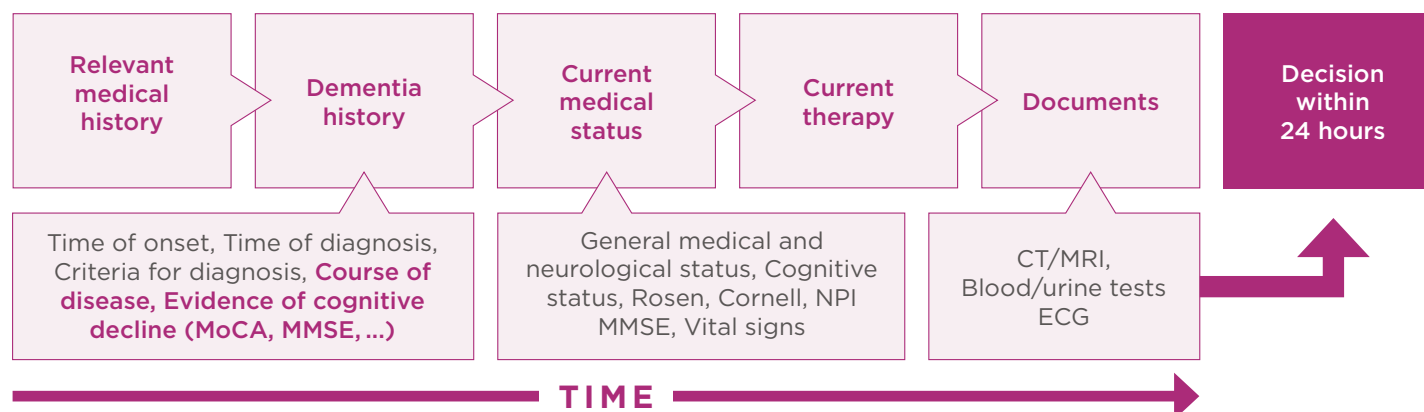 Relevant
medical
history
Dementia
history
Current
medical
status
Current
therapy
Documents
Decision
within
24 hours
Time of onset, Time of diagnosis,
Criteria for diagnosis, Course of
disease, Evidence of cognitive
decline (MoCA, MMSE, ...)
General medical and
neurological status, Cognitive
status, Rosen, Cornell, NPI
MMSE, Vital signs
CT/MRI,
Blood/urine tests
ECG
TIME